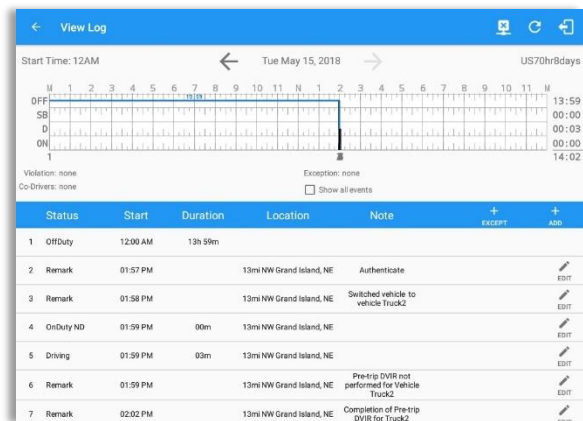 View Log
Start Time: 12AM
Tue May 15, 2018
US70hr8days
M 1 2 3 4 5 6 7 8 9 10 11 N 1 2 3 4 5 6 7 8 9 10 11 M
OFF 13:59
SB 00:00
D 00:03
ON 00:00
1 14:02
Violation: none Exception: none
Co-Drivers: none Show all events
Status Start Duration Location Note + EXCEPT + ADD
1 OffDuty 12:00 AM 13h 59m
2 Remark 01:57 PM 13mi NW Grand Island, NE Authenticate EDIT
3 Remark 01:58 PM 13mi NW Grand Island, NE Switched vehicle to
vehicle Truck2 EDIT
4 OnDuty ND 01:59 PM 00m 13mi NW Grand Island, NE EDIT
5 Driving 01:59 PM 03m 13mi NW Grand Island, NE EDIT
6 Remark 01:59 PM 13mi NW Grand Island, NE Pre-trip DVIR not
performed for Vehicle
Truck2 EDIT
7 Remark 02:02 PM 13mi NW Grand Island, NE Completion of Pre-trip
DVIR for Truck2 EDIT